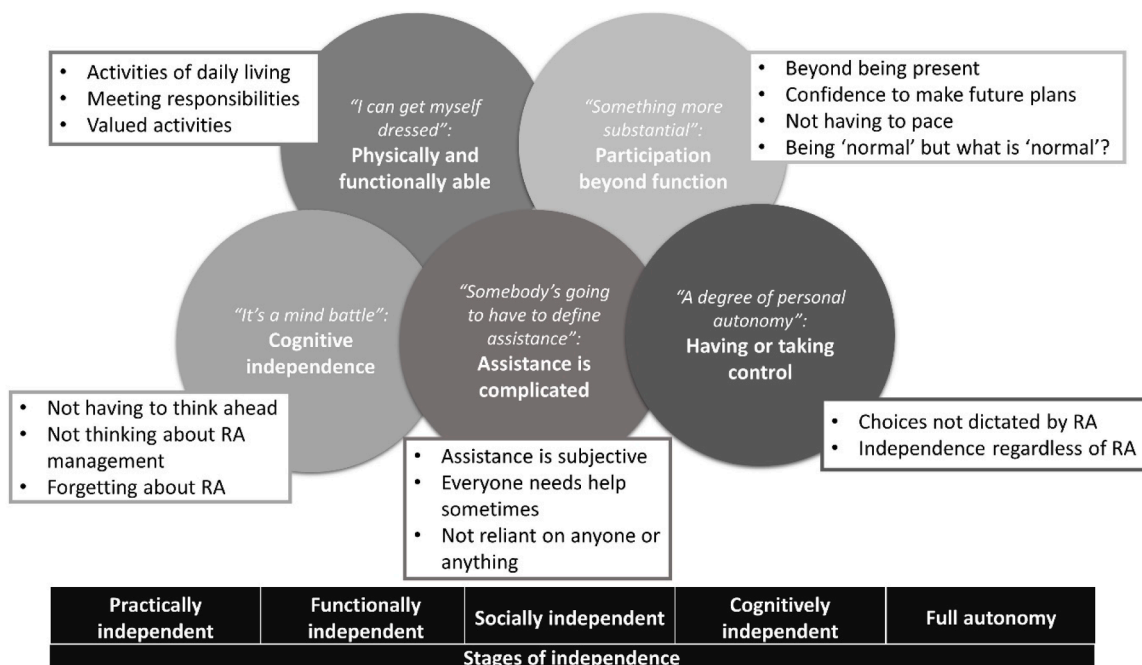 • Activities of daily living
• Meeting responsibilities
• Valued activities
“I can get myself
dressed”:
Physically and
functionally able
“Something more
substantial”:
Participation
beyond function
• Beyond being present
• Confidence to make future plans
• Not having to pace
• Being ‘normal’ but what is ‘normal’?
“It’s a mind battle”:
Cognitive
independence
“Somebody’s going
to have to define
assistance”:
Assistance is
complicated
“A degree of personal
autonomy”:
Having or taking
control
• Not having to think ahead
• Not thinking about RA
management
• Forgetting about RA
• Assistance is subjective
• Everyone needs help
sometimes
• Not reliant on anyone or
anything
• Choices not dictated by RA
• Independence regardless of RA
Practically
independent
Functionally
independent
Socially independent
Cognitively
independent
Full autonomy
Stages of independence